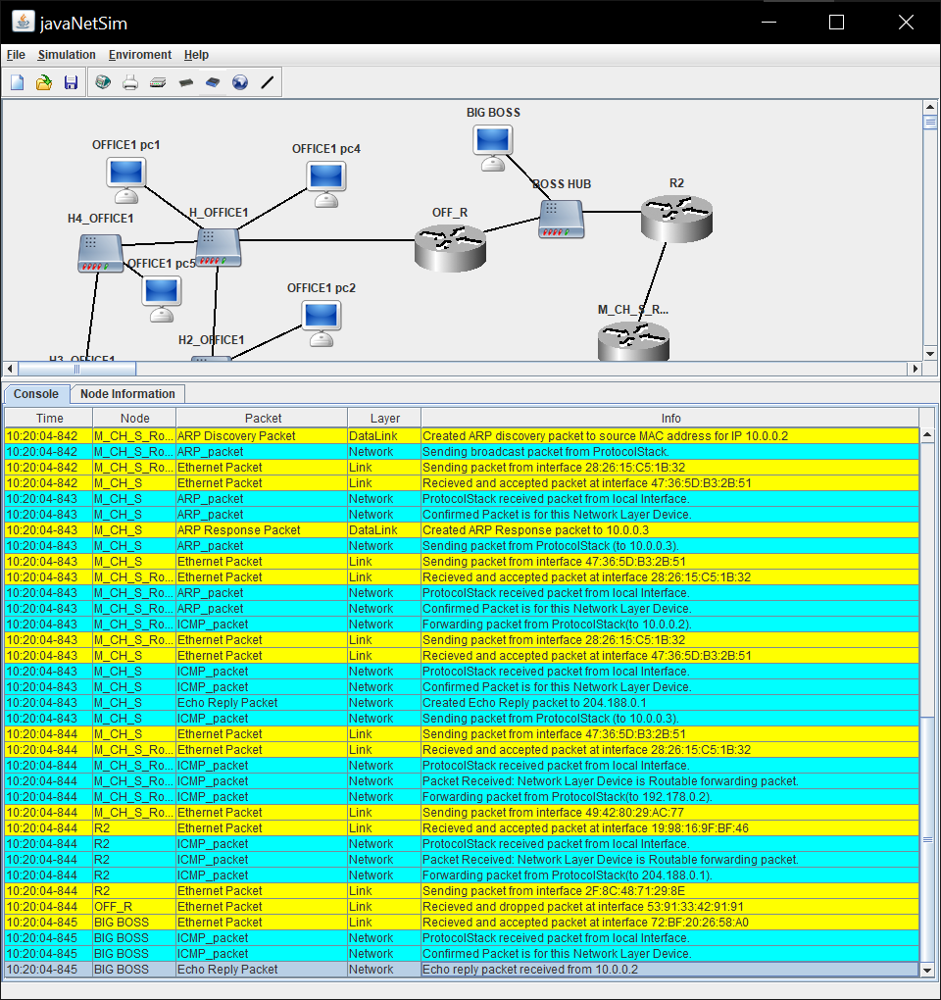 javaNetSim
File Simulation Enviroment Help
BIG BOSS
OFFICE1 pc1
OFFICE1 pc4
BOSS HUB
R2
H4_OFFICE1
H_OFFICE1
OFF_R
OFFICE1 pc5
OFFICE1 pc2
M_CH_S_R...
H2_OFFICE1
H3_OFFICE1
Console Node Information
Time Node Packet Layer Info
10:20:04-842 M_CH_S_Ro... ARP Discovery Packet DataLink Created ARP discovery packet to source MAC address for IP 10.0.0.2
10:20:04-842 M_CH_S_Ro... ARP_packet Network Sending broadcast packet from ProtocolStack.
10:20:04-842 M_CH_S_Ro... Ethernet Packet Link Sending packet from interface 28:26:15:C5:1B:32
10:20:04-842 M_CH_S Ethernet Packet Link Recieved and accepted packet at interface 47:36:5D:B3:2B:51
10:20:04-843 M_CH_S ARP_packet Network ProtocolStack received packet from local Interface.
10:20:04-843 M_CH_S ARP_packet Network Confirmed Packet is for this Network Layer Device.
10:20:04-843 M_CH_S ARP Response Packet DataLink Created ARP Response packet to 10.0.0.3
10:20:04-843 M_CH_S ARP_packet Network Sending packet from ProtocolStack (to 10.0.0.3).
10:20:04-843 M_CH_S Ethernet Packet Link Sending packet from interface 47:36:5D:B3:2B:51
10:20:04-843 M_CH_S_Ro... Ethernet Packet Link Recieved and accepted packet at interface 28:26:15:C5:1B:32
10:20:04-843 M_CH_S_Ro... ARP_packet Network ProtocolStack received packet from local Interface.
10:20:04-843 M_CH_S_Ro... ARP_packet Network Confirmed Packet is for this Network Layer Device.
10:20:04-843 M_CH_S_Ro... ICMP_packet Network Forwarding packet from ProtocolStack(to 10.0.0.2).
10:20:04-843 M_CH_S_Ro... Ethernet Packet Link Sending packet from interface 28:26:15:C5:1B:32
10:20:04-843 M_CH_S Ethernet Packet Link Recieved and accepted packet at interface 47:36:5D:B3:2B:51
10:20:04-843 M_CH_S ICMP_packet Network ProtocolStack received packet from local Interface.
10:20:04-843 M_CH_S ICMP_packet Network Confirmed Packet is for this Network Layer Device.
10:20:04-843 M_CH_S Echo Reply Packet Network Created Echo Reply packet to 204.188.0.1
10:20:04-843 M_CH_S ICMP_packet Network Sending packet from ProtocolStack (to 10.0.0.3).
10:20:04-844 M_CH_S Ethernet Packet Link Sending packet from interface 47:36:5D:B3:2B:51
10:20:04-844 M_CH_S_Ro... Ethernet Packet Link Recieved and accepted packet at interface 28:26:15:C5:1B:32
10:20:04-844 M_CH_S_Ro... ICMP_packet Network ProtocolStack received packet from local Interface.
10:20:04-844 M_CH_S_Ro... ICMP_packet Network Packet Received: Network Layer Device is Routable forwarding packet.
10:20:04-844 M_CH_S_Ro... ICMP_packet Network Forwarding packet from ProtocolStack(to 192.178.0.2).
10:20:04-844 M_CH_S_Ro... Ethernet Packet Link Sending packet from interface 49:42:80:29:AC:77
10:20:04-844 R2 Ethernet Packet Link Recieved and accepted packet at interface 19:98:16:9F:BF:46
10:20:04-844 R2 ICMP_packet Network ProtocolStack received packet from local Interface.
10:20:04-844 R2 ICMP_packet Network Packet Received: Network Layer Device is Routable forwarding packet.
10:20:04-844 R2 ICMP_packet Network Forwarding packet from ProtocolStack(to 204.188.0.1).
10:20:04-844 R2 Ethernet Packet Link Sending packet from interface 2F:8C:48:71:29:8E
10:20:04-844 OFF_R Ethernet Packet Link Recieved and dropped packet at interface 53:91:33:42:91:91
10:20:04-845 BIG BOSS Ethernet Packet Link Recieved and accepted packet at interface 72:BF:20:26:58:A0
10:20:04-845 BIG BOSS ICMP_packet Network ProtocolStack received packet from local Interface.
10:20:04-845 BIG BOSS ICMP_packet Network Confirmed Packet is for this Network Layer Device.
10:20:04-845 BIG BOSS Echo Reply Packet Network Echo reply packet received from 10.0.0.2